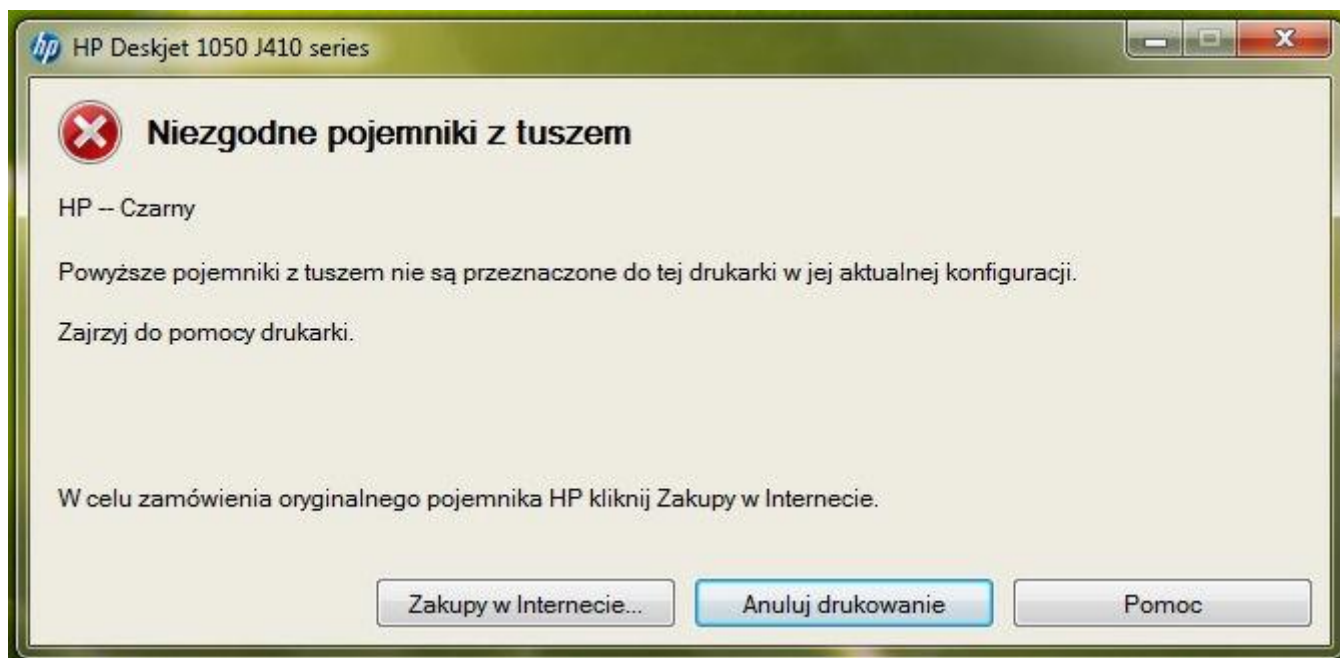 hp HP Deskjet 1050 J410 series
Niezgodne pojemniki z tuszem
HP -- Czarny
Powyższe pojemniki z tuszem nie są przeznaczone do tej drukarki w jej aktualnej konfiguracji.
Zajrzyj do pomocy drukarki.
W celu zamówienia oryginalnego pojemnika HP kliknij Zakupy w Internecie.
Zakupy w Internecie... Anuluj drukowanie Pomoc